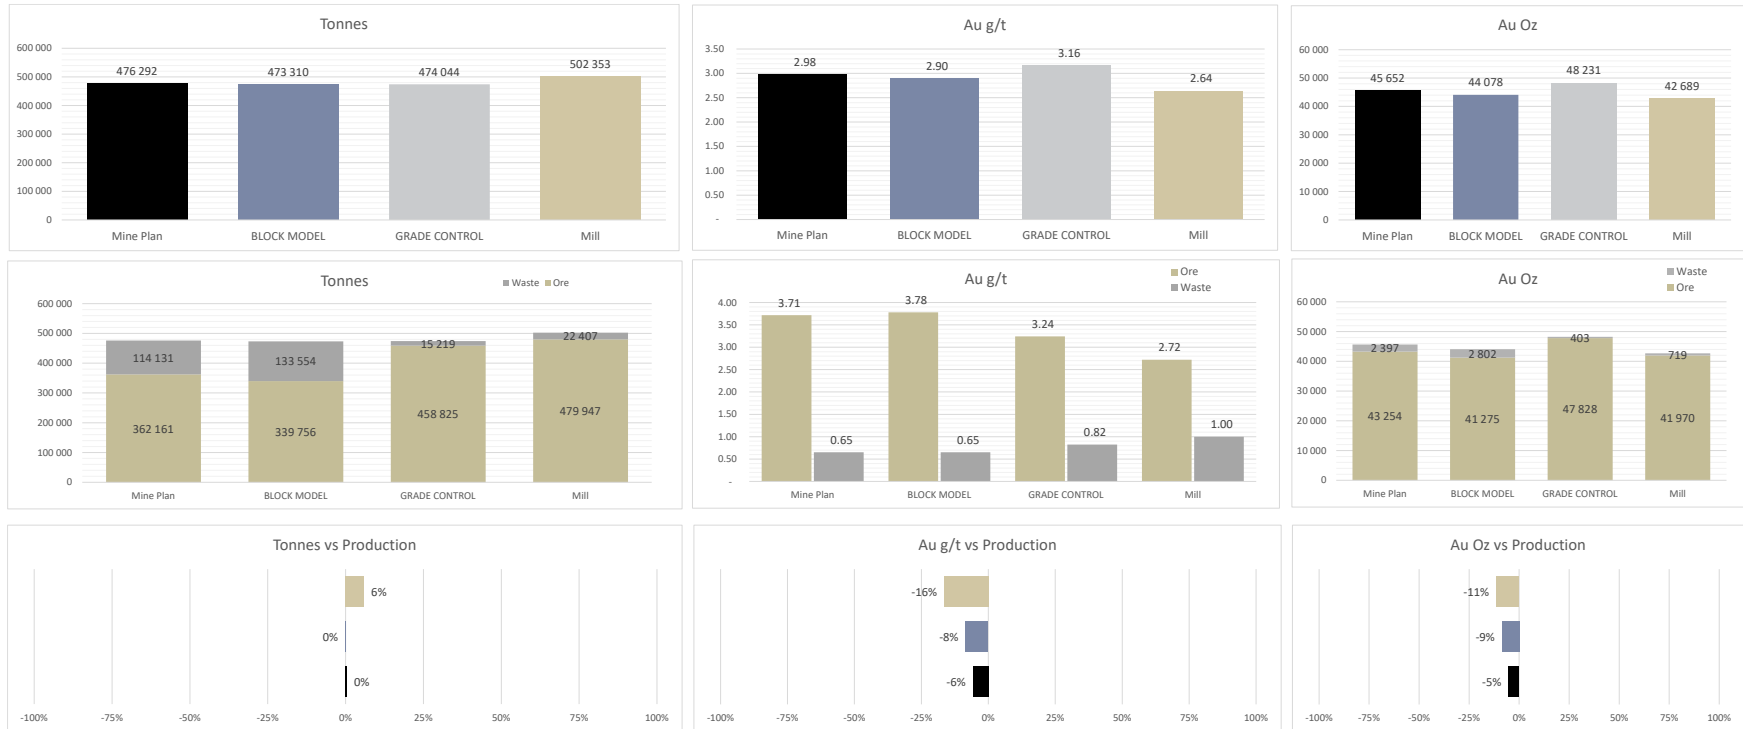 Tonnes
600 000
500 000
400 000
300 000
200 000
100 000
0
476 292
473 310
474 044
502 353
Mine Plan
BLOCK MODEL
GRADE CONTROL
Mill
Au g/t
3.50
3.00
2.50
2.00
1.50
1.00
0.50
-
2.98
2.90
3.16
2.64
Mine Plan
BLOCK MODEL
GRADE CONTROL
Mill
Au Oz
60 000
50 000
40 000
30 000
20 000
10 000
0
45 652
44 078
48 231
42 689
Mine Plan
BLOCK MODEL
GRADE CONTROL
Mill
Tonnes
Waste Ore
600 000
500 000
400 000
300 000
200 000
100 000
0
114 131
133 554
15 219
22 407
362 161
339 756
458 825
479 947
Mine Plan
BLOCK MODEL
GRADE CONTROL
Mill
Au g/t
Ore
Waste
4.00
3.50
3.00
2.50
2.00
1.50
1.00
0.50
-
3.71
0.65
3.78
0.65
3.24
0.82
2.72
1.00
Mine Plan
BLOCK MODEL
GRADE CONTROL
Mill
Au Oz
Waste
Ore
60 000
50 000
40 000
30 000
20 000
10 000
0
2 397
2 802
403
719
43 254
41 275
47 828
41 970
Mine Plan
BLOCK MODEL
GRADE CONTROL
Mill
Tonnes vs Production
6%
0%
0%
-100% -75% -50% -25% 0% 25% 50% 75% 100%
Au g/t vs Production
-16%
-8%
-6%
-100% -75% -50% -25% 0% 25% 50% 75% 100%
Au Oz vs Production
-11%
-9%
-5%
-100% -75% -50% -25% 0% 25% 50% 75% 100%